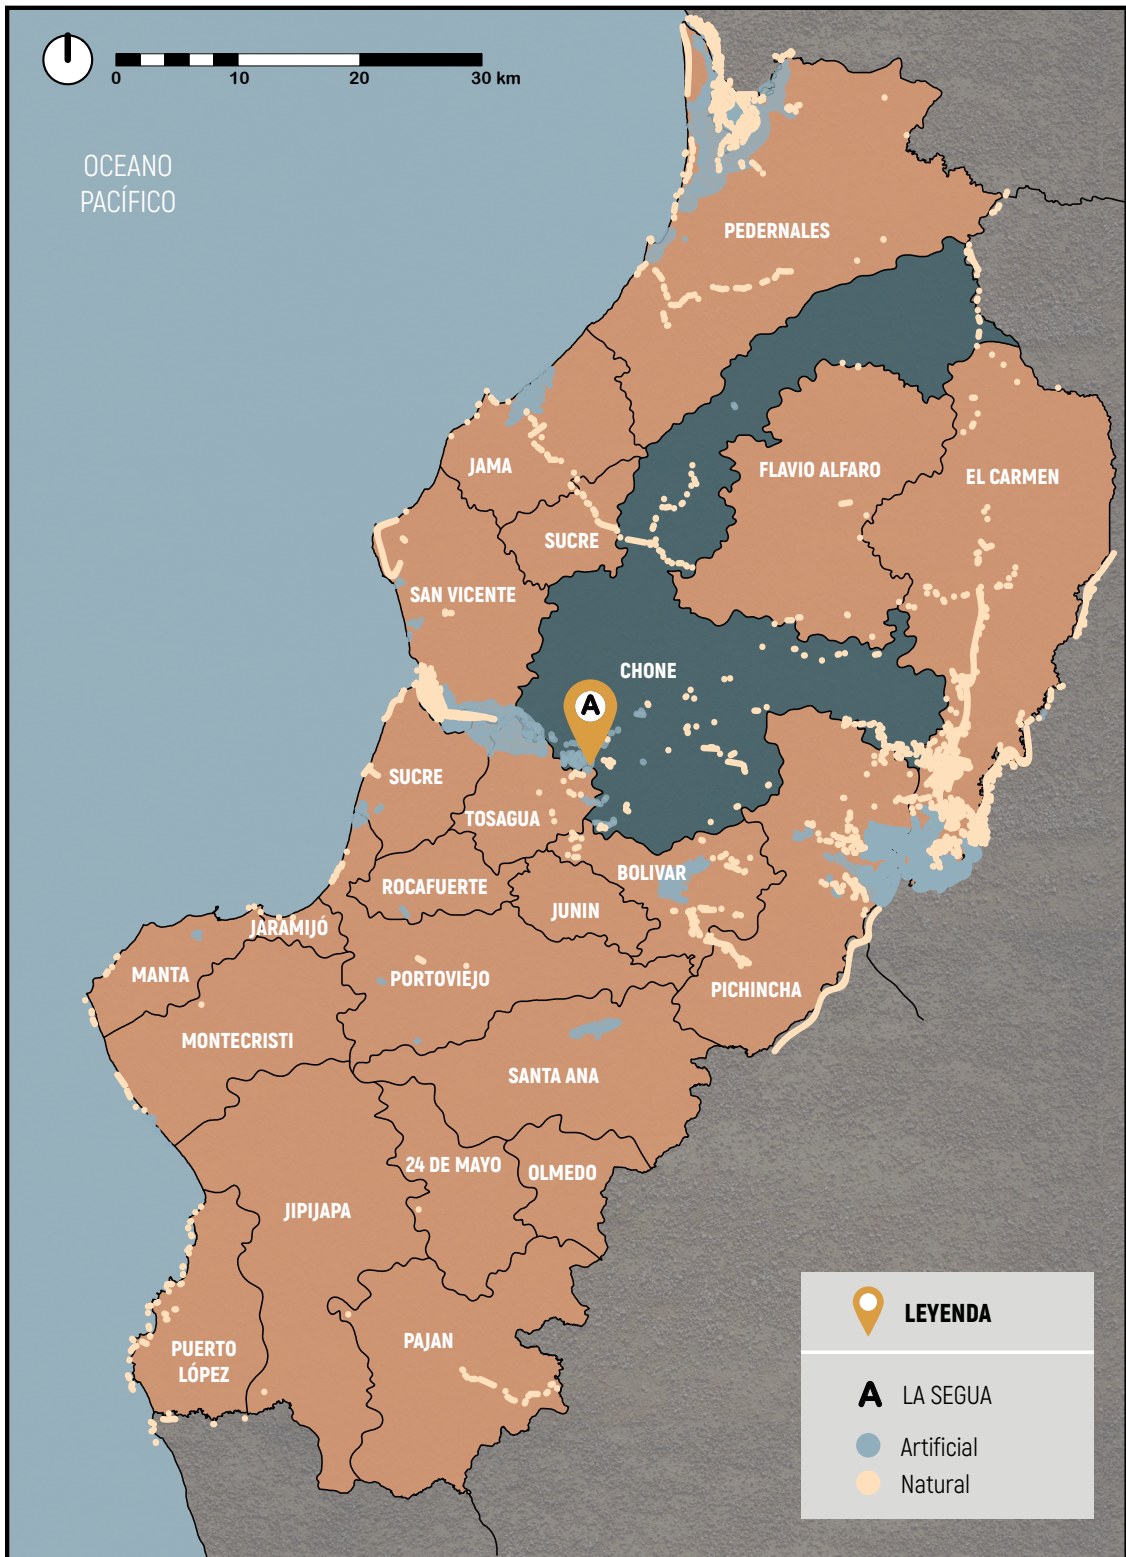 0 10 20 30 km
OCEANO
PACÍFICO
PEDERNALES
JAMA
FLAVIO ALFARO
EL CARMEN
SUCRE
SAN VICENTE
CHONE
A
SUCRE
TOSAGUA
BOLIVAR
ROCAFUERTE
JUNIN
JARAMIJÓ
MANTA
PORTOVIEJO
PICHINCHA
MONTECRISTI
SANTA ANA
24 DE MAYO
OLMEDO
JIPIJAPA
PAJAN
PUERTO
LÓPEZ
LEYENDA
A LA SEGUA
Artificial
Natural